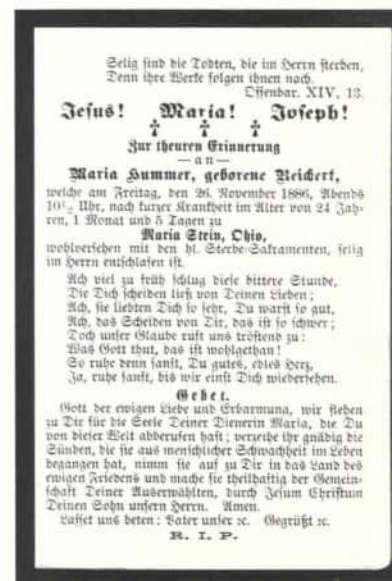 Selig sind die Todten, die im Herrn sterben,
Denn ihre Werke folgen ihnen nach.
Offenbar. XIV, 13.
Jesus! Maria! Joseph!
Zur theuren Erinnerung
— an —
Maria Hummer, geborene Reichert,
welche am Freitag, den 26. November 1886, Abends
10½ Uhr, nach kurzer Krankheit im Alter von 24 Jah-
ren, 1 Monat und 5 Tagen zu
Maria Strin, Ohio,
wohlversehen mit den hl. Sterbe-Sakramenten, selig
im Herrn entschlafen ist.
Ach viel zu früh schlug diese bittere Stunde,
Die Dich scheiden ließ von Deinen Lieben;
Ach, sie liebten Dich so sehr, Du warst so gut,
Ach, das Scheiden von Dir, das ist so schwer;
Doch unser Glaube ruft uns tröstend zu:
Was Gott thut, das ist wohlgethan!
So ruhe denn sanft, Du gutes, edles Herz,
Ja, ruhe sanft, bis wir einst Dich wiedersehen.
Gebet.
Gott der ewigen Liebe und Erbarmung, wir flehen
zu Dir für die Seele Deiner Dienerin Maria, die Du
von dieser Welt abberufen hast; verzeihe ihr gnädig die
Sünden, die sie aus menschlicher Schwachheit im Leben
begangen hat, nimm sie auf zu Dir in das Land des
ewigen Friedens und mache sie theilhaftig der Gemein-
schaft Deiner Auserwählten, durch Jesum Christum
Deinen Sohn unsern Herrn. Amen.
Lasset uns beten: Vater unser ꝛc. Gegrüßt ꝛc.
R. I. P.